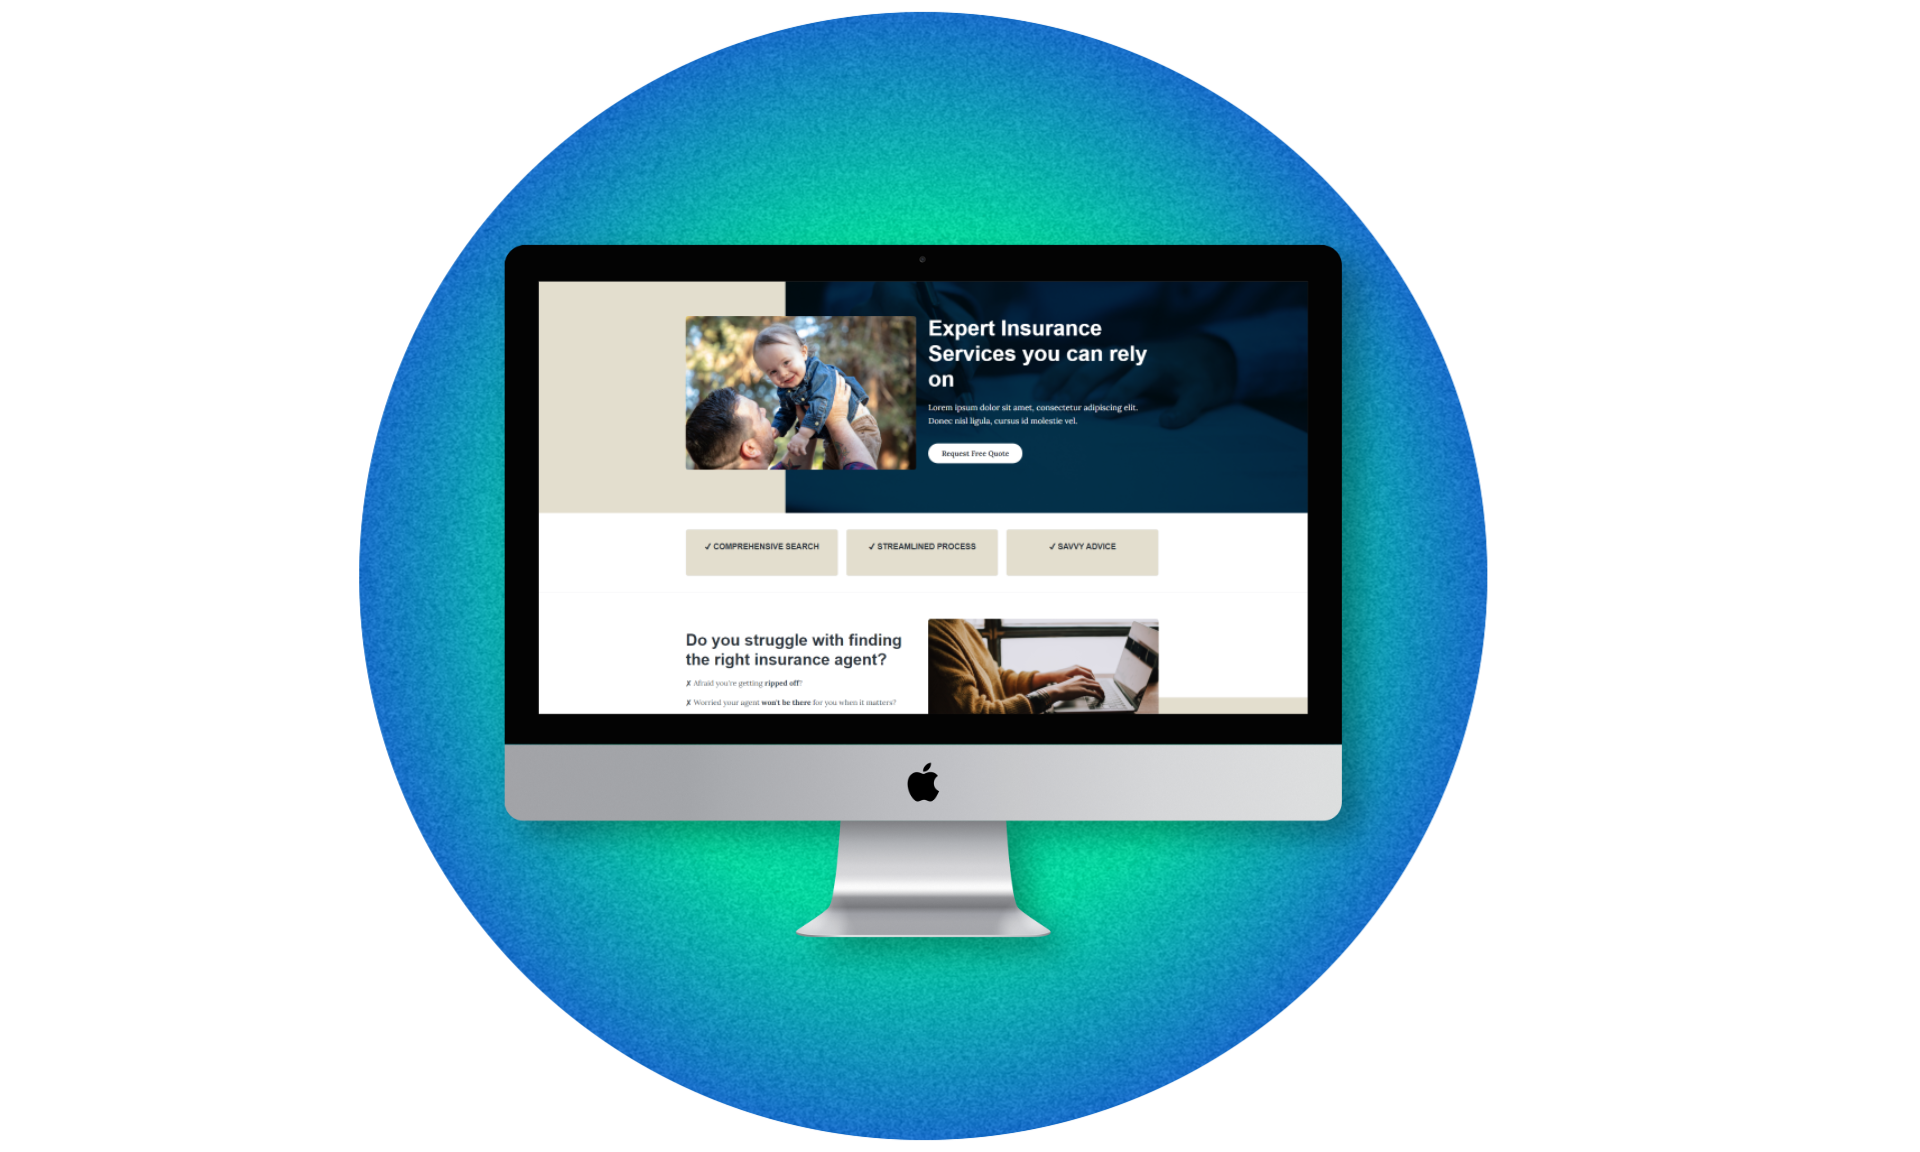 Expert Insurance
Services you can rely
on
Lorem ipsum dolor sit amet, consectetur adipiscing elit.
Donec nisl ligula, cursus id molestie vel.
Request Free Quote
✓ COMPREHENSIVE SEARCH
✓ STREAMLINED PROCESS
✓ SAVVY ADVICE
Do you struggle with finding
the right insurance agent?
✗ Afraid you're getting ripped off?
✗ Worried your agent won't be there for you when it matters?